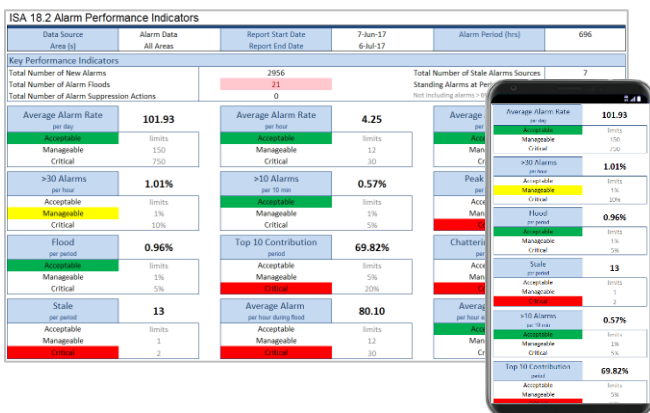 ISA 18.2 Alarm Performance Indicators
Data Source Alarm Data Report Start Date 7-Jun-17 Alarm Period (hrs) 696
Area (s) All Areas Report End Date 6-Jul-17
Key Performance Indicators
Total Number of New Alarms 2956 Total Number of Stale Alarms Sources 7
Total Number of Alarm Floods 21 Standing Alarms at
Total Number of Alarm Suppression Actions 0 Not including alarms >
Average Alarm Rate 101.93 Average Alarm Rate 4.25 Average
per day per hour per
Acceptable limits Acceptable limits
Manageable 150 Manageable 12
Critical 750 Critical 30
>30 Alarms 1.01% >10 Alarms 0.57% Peak
per hour per 10 min per
Acceptable limits Acceptable limits
Manageable 1% Manageable 1%
Critical 10% Critical 5%
Flood 0.96% Top 10 Contribution 69.82%
per period period per
Acceptable limits Acceptable limits
Manageable 1% Manageable 5%
Critical 5% Critical 20%
Stale 13 Average Alarm 80.10
per period per hour during flood
Acceptable limits Acceptable limits
Manageable 1 Manageable 12
Critical 2 Critical 30
Average Alarm Rate 101.93
per day
Acceptable limits
Manageable 150
Critical 750
>30 Alarms 1.01%
per hour
Acceptable limits
Manageable 1%
Critical 10%
Flood 0.96%
per period
Acceptable limits
Manageable 1%
Critical 5%
Stale 13
per period
Acceptable limits
Manageable 1
Critical 2
>10 Alarms 0.57%
per 10 min
Acceptable limits
Manageable 1%
Critical 5%
Top 10 Contribution 69.82%
period
Acceptable limits
Manageable 5%